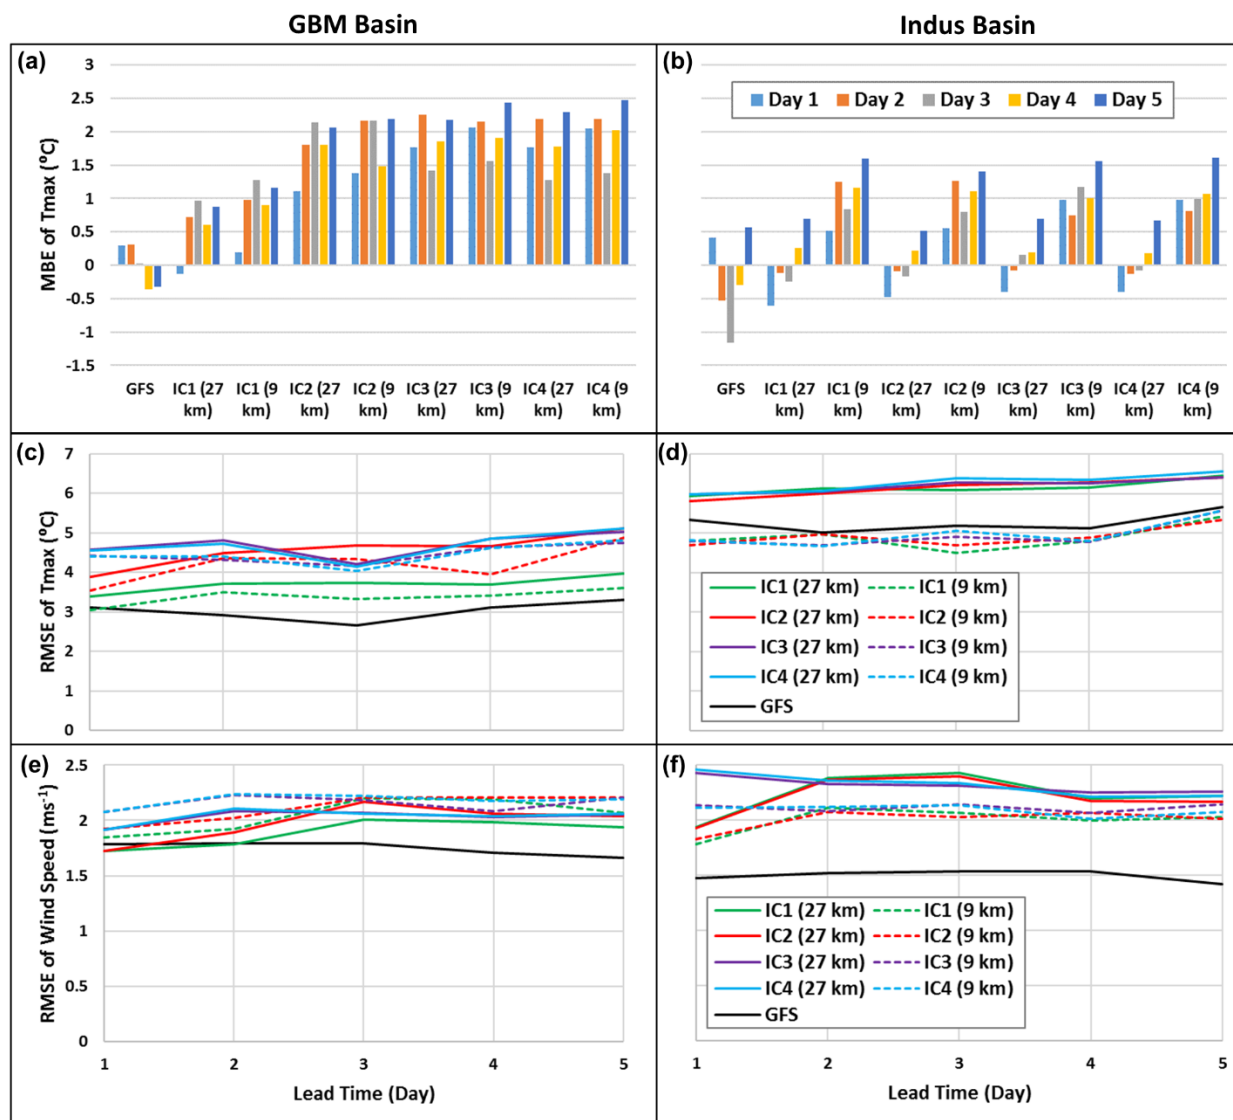 GBM Basin
Indus Basin
(a)
MBE of Tmax (⁰C)
3
2.5
2
1.5
1
0.5
0
-0.5
-1
-1.5
GFS
IC1 (27 km)
IC1 (9 km)
IC2 (27 km)
IC2 (9 km)
IC3 (27 km)
IC3 (9 km)
IC4 (27 km)
IC4 (9 km)
(b)
Day 1 Day 2 Day 3 Day 4 Day 5
GFS
IC1 (27 km)
IC1 (9 km)
IC2 (27 km)
IC2 (9 km)
IC3 (27 km)
IC3 (9 km)
IC4 (27 km)
IC4 (9 km)
(c)
RMSE of Tmax (⁰C)
7
6
5
4
3
2
1
0
(d)
IC1 (27 km) IC1 (9 km)
IC2 (27 km) IC2 (9 km)
IC3 (27 km) IC3 (9 km)
IC4 (27 km) IC4 (9 km)
GFS
(e)
RMSE of Wind Speed (ms⁻¹)
2.5
2
1.5
1
0.5
0
1 2 3 4 5
Lead Time (Day)
(f)
IC1 (27 km) IC1 (9 km)
IC2 (27 km) IC2 (9 km)
IC3 (27 km) IC3 (9 km)
IC4 (27 km) IC4 (9 km)
GFS
1 2 3 4 5
Lead Time (Day)